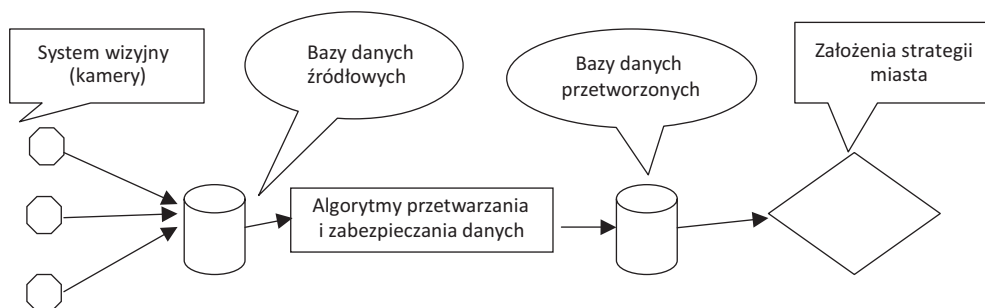 System wizyjny
(kamery)
Bazy danych
źródłowych
Bazy danych
przetworzonych
Założenia strategii
miasta
Algorytmy przetwarzania
i zabezpieczania danych